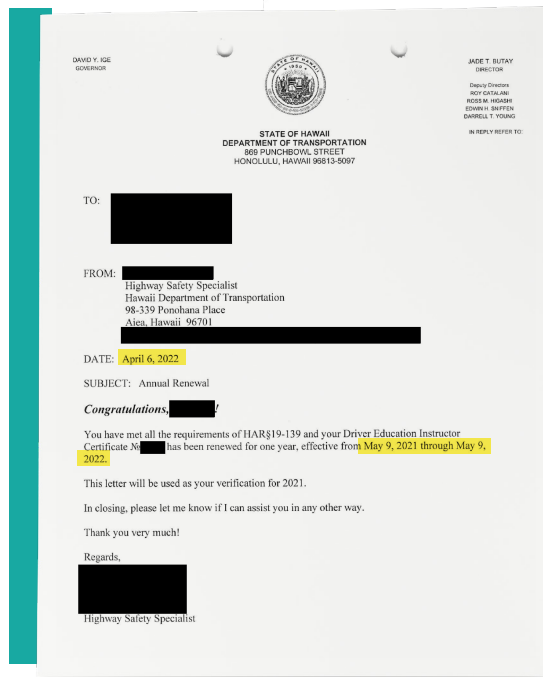 DAVID Y. IGE
GOVERNOR
STATE OF HAWAII
1959
JADE T. BUTAY
DIRECTOR
Deputy Directors
ROY CATALANI
ROSS M. HIGASHI
EDWIN H. SNIFFEN
DARRELL T. YOUNG
IN REPLY REFER TO:
STATE OF HAWAII
DEPARTMENT OF TRANSPORTATION
869 PUNCHBOWL STREET
HONOLULU, HAWAII 96813-5097
TO:
FROM:
Highway Safety Specialist
Hawaii Department of Transportation
98-339 Ponohana Place
Aiea, Hawaii 96701
DATE: April 6, 2022
SUBJECT: Annual Renewal
Congratulations, !
You have met all the requirements of HAR§19-139 and your Driver Education Instructor
Certificate № has been renewed for one year, effective from May 9, 2021 through May 9,
2022.
This letter will be used as your verification for 2021.
In closing, please let me know if I can assist you in any other way.
Thank you very much!
Regards,
Highway Safety Specialist